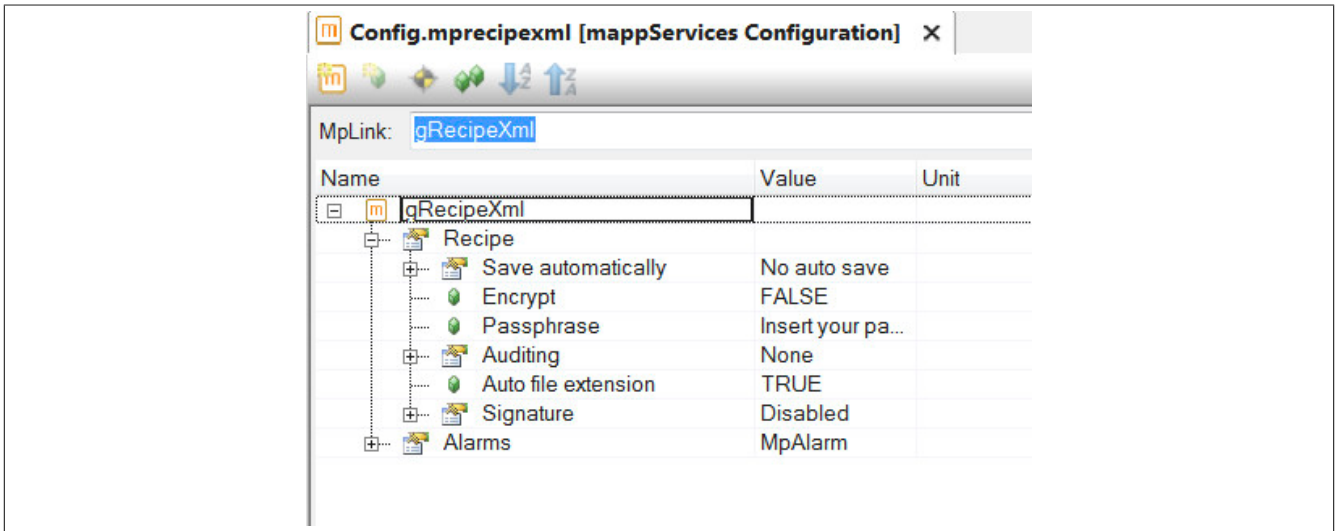 Config.mprecipexml [mappServices Configuration]
MpLink: gRecipeXml
Name Value Unit
gRecipeXml
Recipe
Save automatically No auto save
Encrypt FALSE
Passphrase Insert your pa...
Auditing None
Auto file extension TRUE
Signature Disabled
Alarms MpAlarm